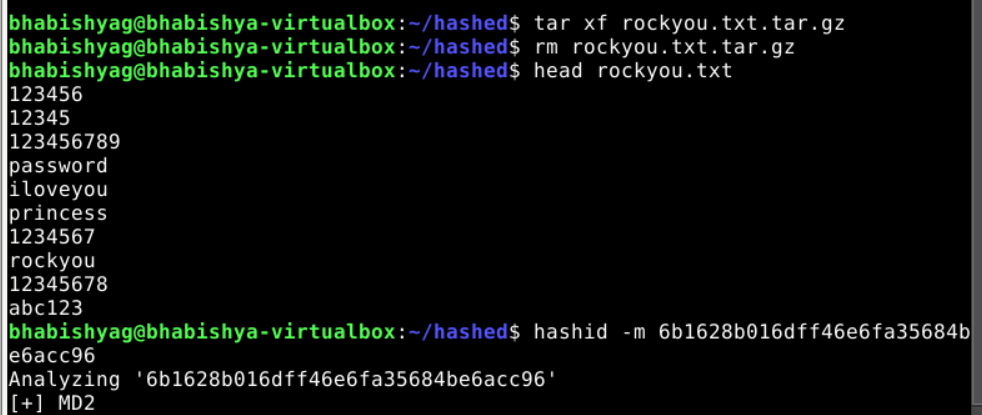 bhabishyag@bhabishya-virtualbox:~/hashed$ tar xf rockyou.txt.tar.gz
bhabishyag@bhabishya-virtualbox:~/hashed$ rm rockyou.txt.tar.gz
bhabishyag@bhabishya-virtualbox:~/hashed$ head rockyou.txt
123456
12345
123456789
password
iloveyou
princess
1234567
rockyou
12345678
abc123
bhabishyag@bhabishya-virtualbox:~/hashed$ hashid -m 6b1628b016dff46e6fa35684b
e6acc96
Analyzing '6b1628b016dff46e6fa35684be6acc96'
[+] MD2